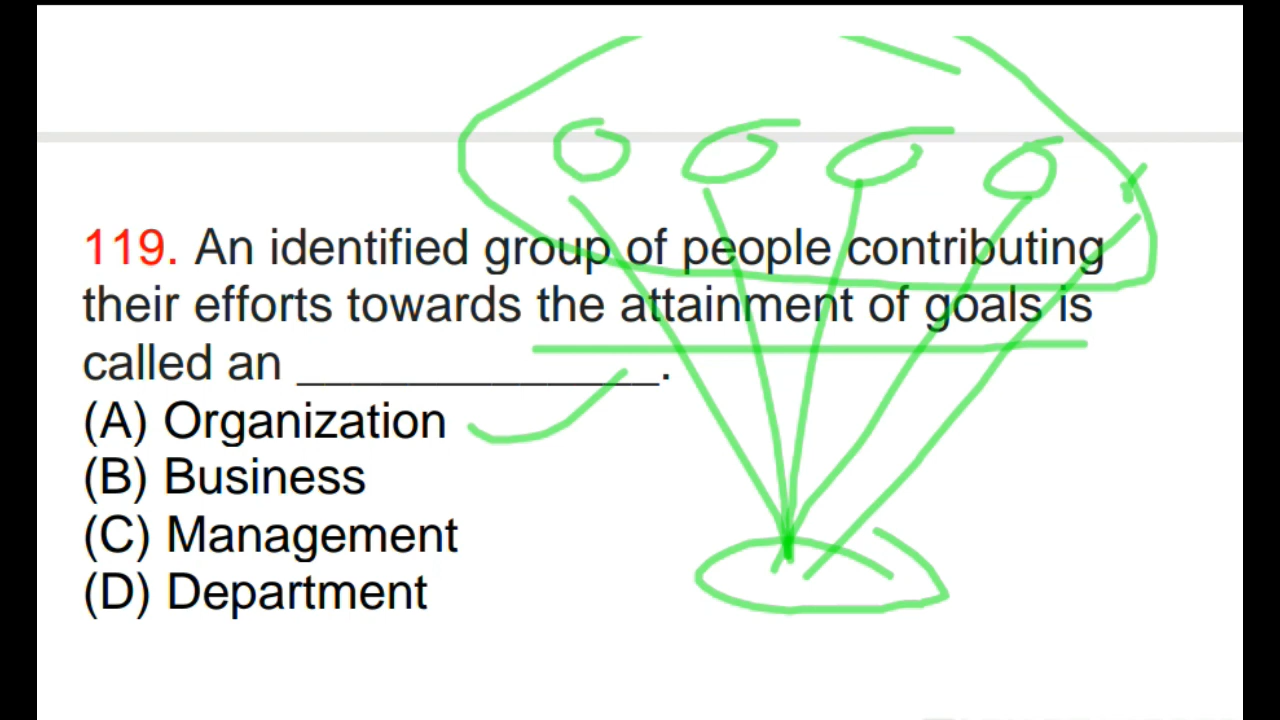 119. An identified group of people contributing
their efforts towards the attainment of goals is
called an ______________.
(A) Organization
(B) Business
(C) Management
(D) Department